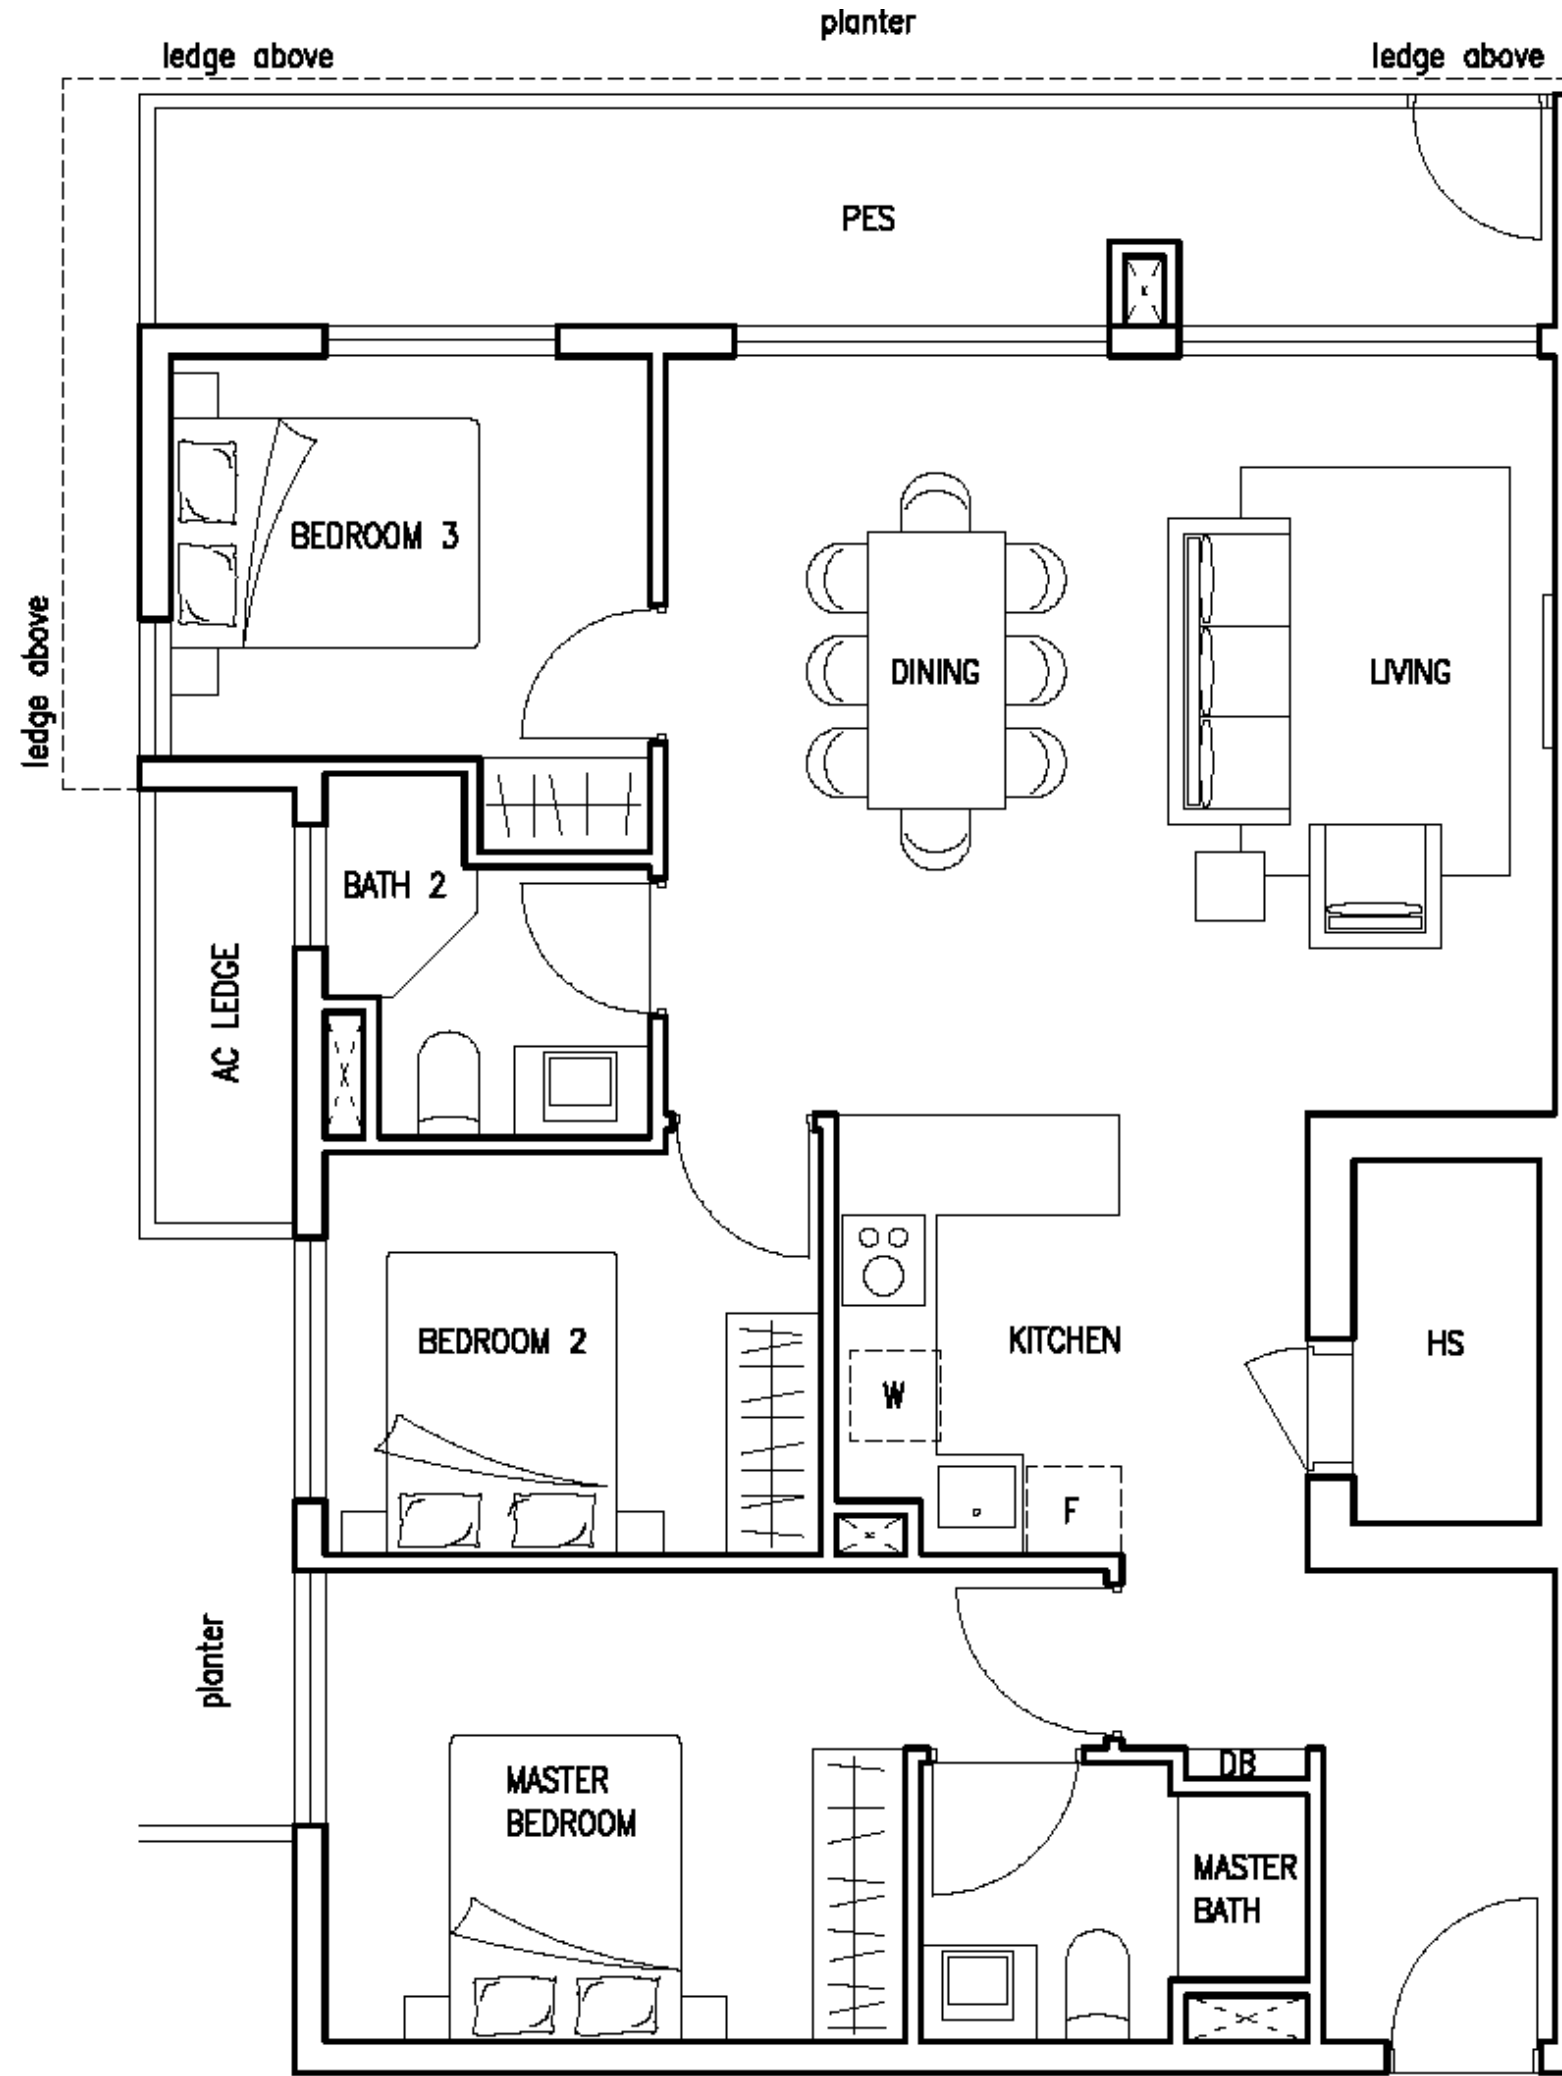 planter
ledge above
ledge above
PES
BEDROOM 3
ledge above
DINING
LIVING
BATH 2
AC LEDGE
BEDROOM 2
KITCHEN
HS
W
F
planter
MASTER
BEDROOM
DB
MASTER
BATH